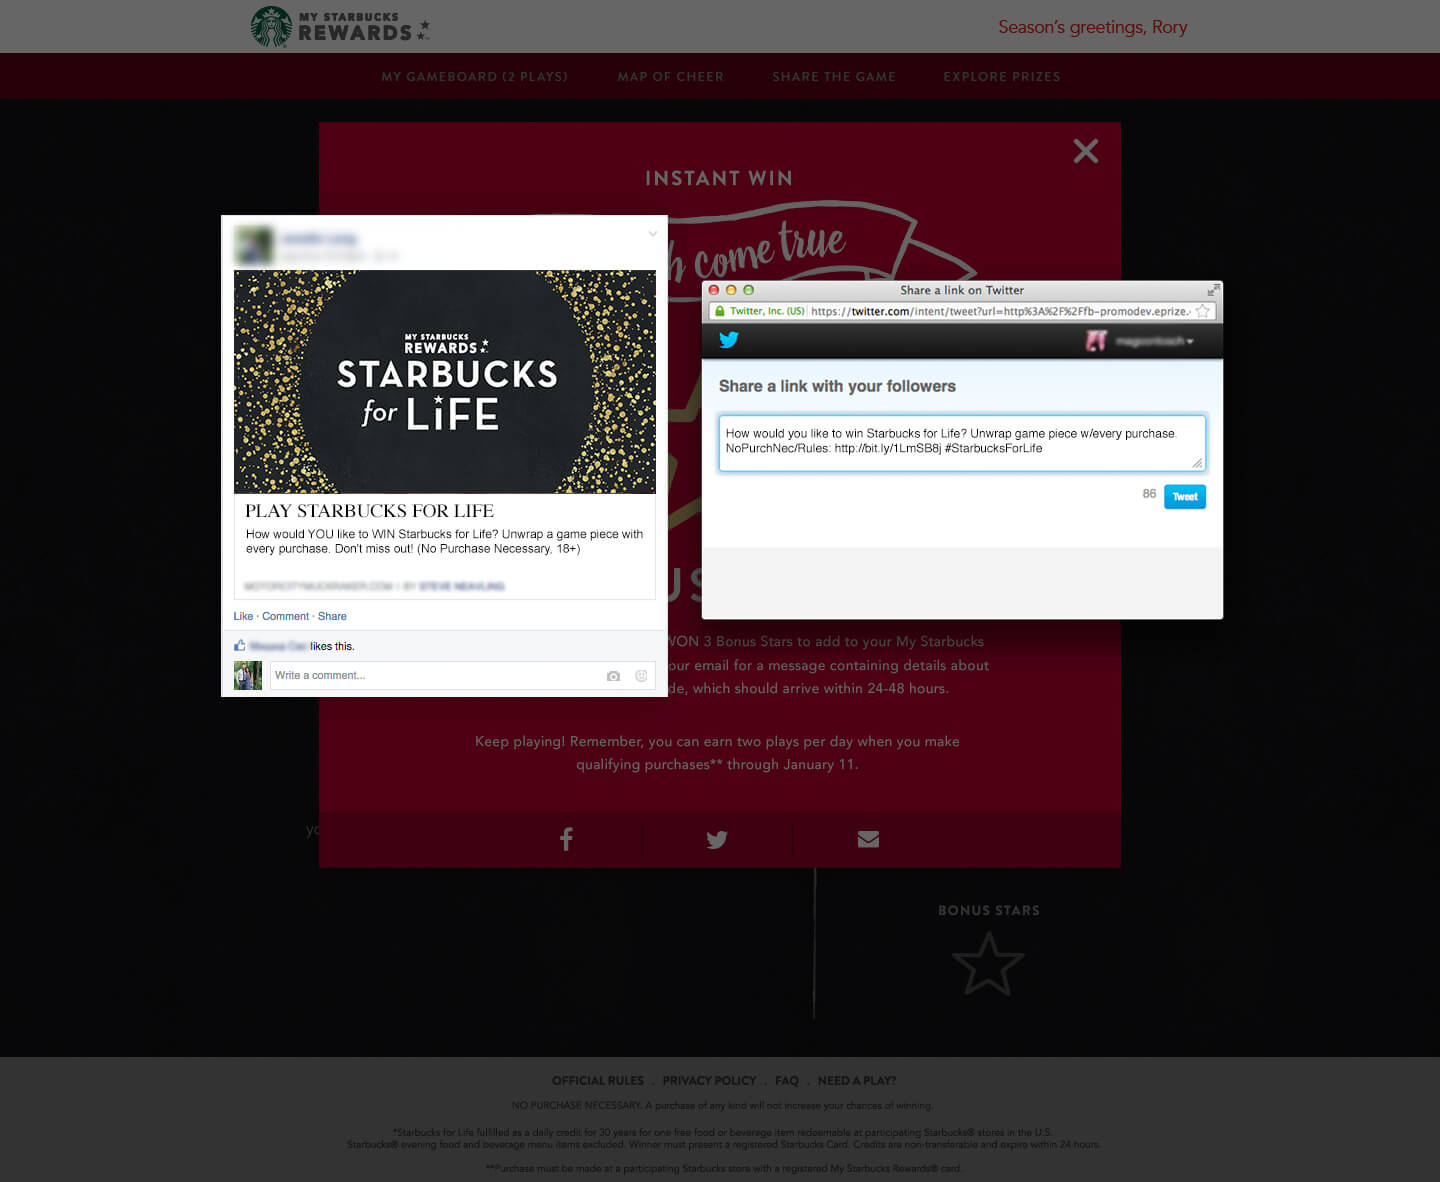 MY STARBUCKS
REWARDS
Season's greetings, Rory
MY GAMEBOARD (2 PLAYS)
MAP OF CHEER
SHARE THE GAME
EXPLORE PRIZES
INSTANT WIN
come true
MY STARBUCKS
REWARDS
STARBUCKS
for LiFE
PLAY STARBUCKS FOR LIFE
How would YOU like to WIN Starbucks for Life? Unwrap a game piece with
every purchase. Don't miss out! (No Purchase Necessary, 18+)
MOTORCITYMUCKRAKER.COM | BY STEVE NEAVLING
Like · Comment · Share
likes this.
Write a comment...
Share a link on Twitter
Twitter, Inc. (US)
https://twitter.com/intent/tweet?url=http%3A%2F%2Ffb-promodev.eprize.
Share a link with your followers
How would you like to win Starbucks for Life? Unwrap game piece w/every purchase.
NoPurchNec/Rules: http://bit.ly/1LmSB8j #StarbucksForLife
86
Tweet
US
WON 3 Bonus Stars to add to your My Starbucks
our email for a message containing details about
de, which should arrive within 24-48 hours.
Keep playing! Remember, you can earn two plays per day when you make
qualifying purchases** through January 11.
yo
BONUS STARS
OFFICIAL RULES . PRIVACY POLICY . FAQ . NEED A PLAY?
NO PURCHASE NECESSARY. A purchase of any kind will not increase your chances of winning.
*Starbucks for Life fulfilled as a daily credit for 30 years for one free food or beverage item redeemable at participating Starbucks® stores in the U.S.
Starbucks® evening food and beverage menu items excluded. Winner must present a registered Starbucks Card. Credits are non-transferable and expire within 24 hours.
**Purchase must be made at a participating Starbucks store with a registered My Starbucks Rewards® card.